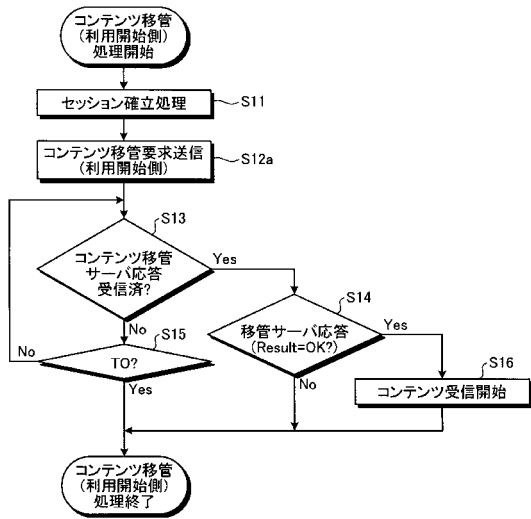 コンテンツ移管
(利用開始側)
処理開始
セッション確立処理
S11
コンテンツ移管要求送信
(利用開始側)
S12a
S13
コンテンツ移管
サーバ応答
受信済?
Yes
No
S14
移管サーバ応答
(Result=OK?)
Yes
No
S15
TO?
No
Yes
S16
コンテンツ受信開始
コンテンツ移管
(利用開始側)
処理終了